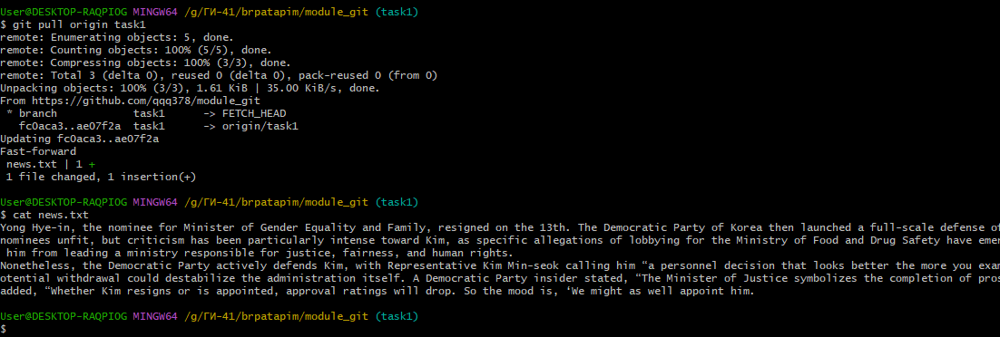 User@DESKTOP-RAQPIOG MINGW64 /g/ГИ-41/brpatapim/module_git (task1)
$ git pull origin task1
remote: Enumerating objects: 5, done.
remote: Counting objects: 100% (5/5), done.
remote: Compressing objects: 100% (3/3), done.
remote: Total 3 (delta 0), reused 0 (delta 0), pack-reused 0 (from 0)
Unpacking objects: 100% (3/3), 1.61 KiB | 35.00 KiB/s, done.
From https://github.com/qqq378/module_git
 * branch            task1      -> FETCH_HEAD
   fc0aca3..ae07f2a  task1      -> origin/task1
Updating fc0aca3..ae07f2a
Fast-forward
 news.txt | 1 +
 1 file changed, 1 insertion(+)
User@DESKTOP-RAQPIOG MINGW64 /g/ГИ-41/brpatapim/module_git (task1)
$ cat news.txt
Yong Hye-in, the nominee for Minister of Gender Equality and Family, resigned on the 13th. The Democratic Party of Korea then launched a full-scale defense of
nominees unfit, but criticism has been particularly intense toward Kim, as specific allegations of lobbying for the Ministry of Food and Drug Safety have emer
 him from leading a ministry responsible for justice, fairness, and human rights.
Nonetheless, the Democratic Party actively defends Kim, with Representative Kim Min-seok calling him “a personnel decision that looks better the more you exam
otential withdrawal could destabilize the administration itself. A Democratic Party insider stated, “The Minister of Justice symbolizes the completion of pros
added, “Whether Kim resigns or is appointed, approval ratings will drop. So the mood is, ‘We might as well appoint him.
User@DESKTOP-RAQPIOG MINGW64 /g/ГИ-41/brpatapim/module_git (task1)
$